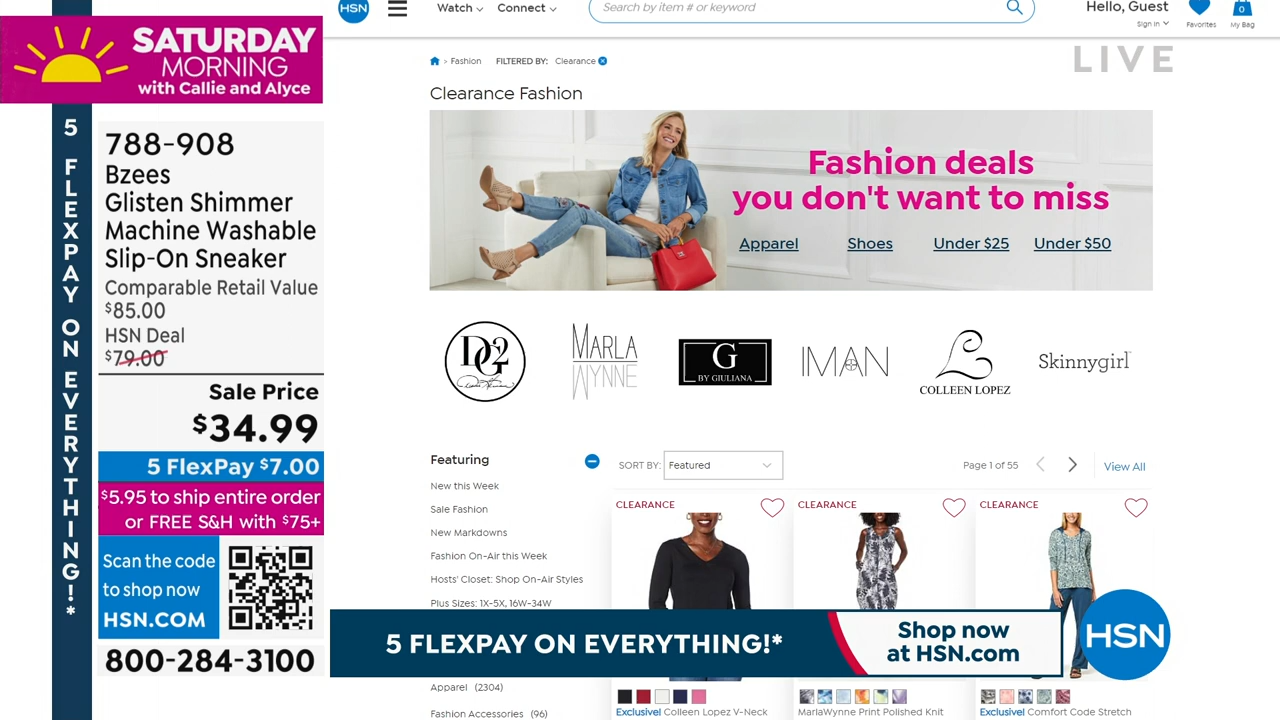 SATURDAY
MORNING
with Callie and Alyce
5 FLEXPAY ON EVERYTHING!*
788-908
Bzees
Glisten Shimmer
Machine Washable
Slip-On Sneaker
Comparable Retail Value
$85.00
HSN Deal
$79.00
Sale Price
$34.99
5 FlexPay $7.00
$5.95 to ship entire order
or FREE S&H with $75+
Scan the code
to shop now
HSN.COM
800-284-3100
HSN
Watch
Connect
Search by item # or keyword
Hello, Guest
Sign In
Favorites
0
My Bag
LIVE
> Fashion
FILTERED BY: Clearance
Clearance Fashion
Fashion deals
you don't want to miss
Apparel Shoes Under $25 Under $50
DG2
MARLA
WYNNE
G
BY GIULIANA
IMAN
COLLEEN LOPEZ
Skinnygirl
Featuring
New this Week
Sale Fashion
New Markdowns
Fashion On-Air this Week
Hosts' Closet: Shop On-Air Styles
Plus Sizes: 1X-5X, 16W-34W
Apparel (2304)
Fashion Accessories (96)
SORT BY: Featured
Page 1 of 55
View All
CLEARANCE
CLEARANCE
CLEARANCE
Exclusive! Colleen Lopez V-Neck
MarlaWynne Print Polished Knit
Exclusive! Comfort Code Stretch
5 FLEXPAY ON EVERYTHING!*
Shop now
at HSN.com
HSN